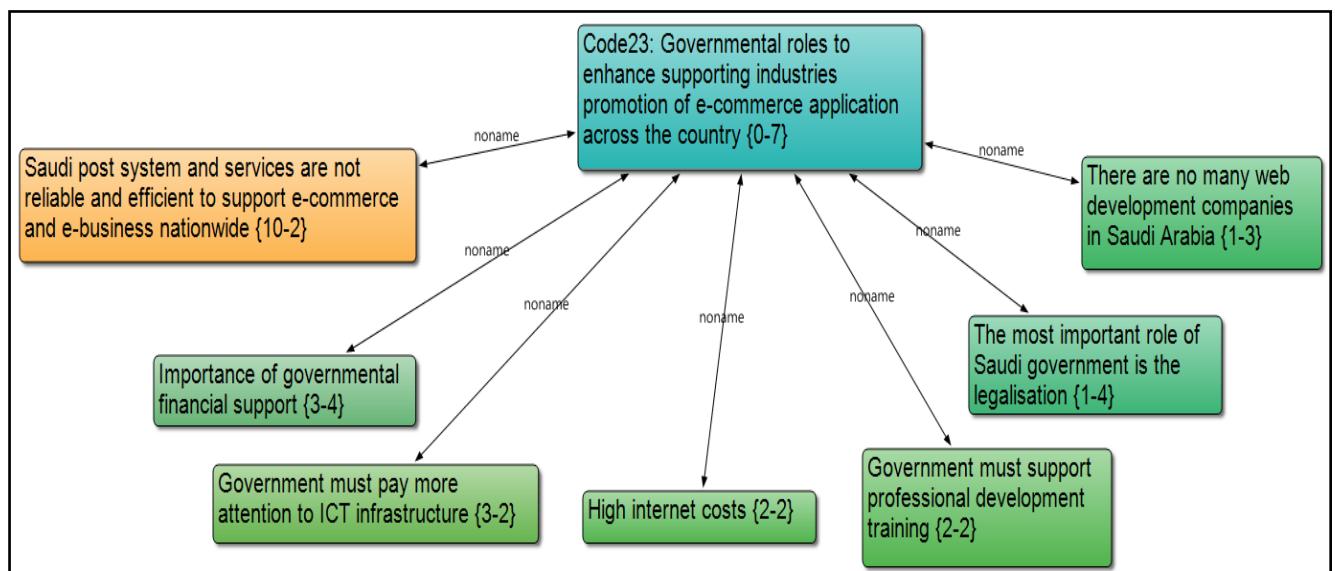 Code23: Governmental roles to
enhance supporting industries
promotion of e-commerce application
across the country {0-7}
noname
noname
Saudi post system and services are not
reliable and efficient to support e-commerce
and e-business nationwide {10-2}
There are no many web
development companies
in Saudi Arabia {1-3}
noname
noname
noname
noname
noname
Importance of governmental
financial support {3-4}
The most important role of
Saudi government is the
legalisation {1-4}
Government must pay more
attention to ICT infrastructure {3-2}
High internet costs {2-2}
Government must support
professional development
training {2-2}